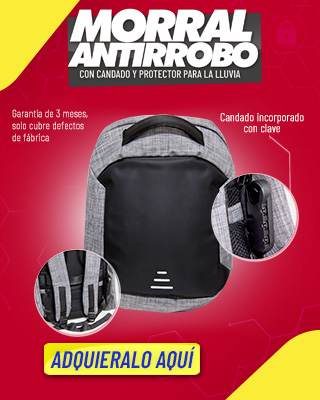 MORRAL
ANTIRROBO
CON CANDADO Y PROTECTOR PARA LA LLUVIA
Garantía de 3 meses,
solo cubre defectos
de fábrica
Candado incorporado
con clave
ADQUIERALO AQUÍ